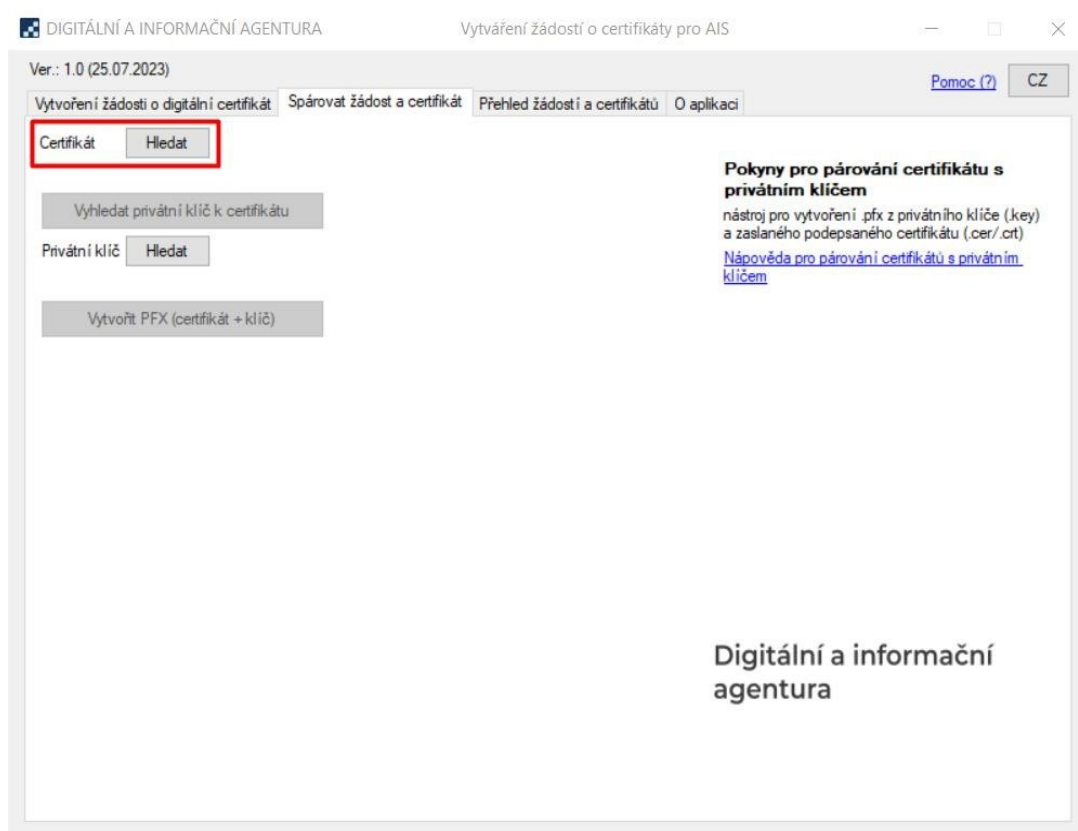 DIGITÁLNÍ A INFORMAČNÍ AGENTURA
Vytváření žádostí o certifikáty pro AIS
Ver.: 1.0 (25.07.2023)
Pomoc (?)
CZ
Vytvoření žádosti o digitální certifikát
Spárovat žádost a certifikát
Přehled žádostí a certifikátů
O aplikaci
Certifikát
Hledat
Vyhledat privátní klíč k certifikátu
Privátní klíč
Hledat
Vytvořit PFX (certifikát + klíč)
Pokyny pro párování certifikátu s
privátním klíčem
nástroj pro vytvoření .pfx z privátního klíče (.key)
a zaslaného podepsaného certifikátu (.cer/.crt)
Nápověda pro párování certifikátů s privátním
klíčem
Digitální a informační
agentura